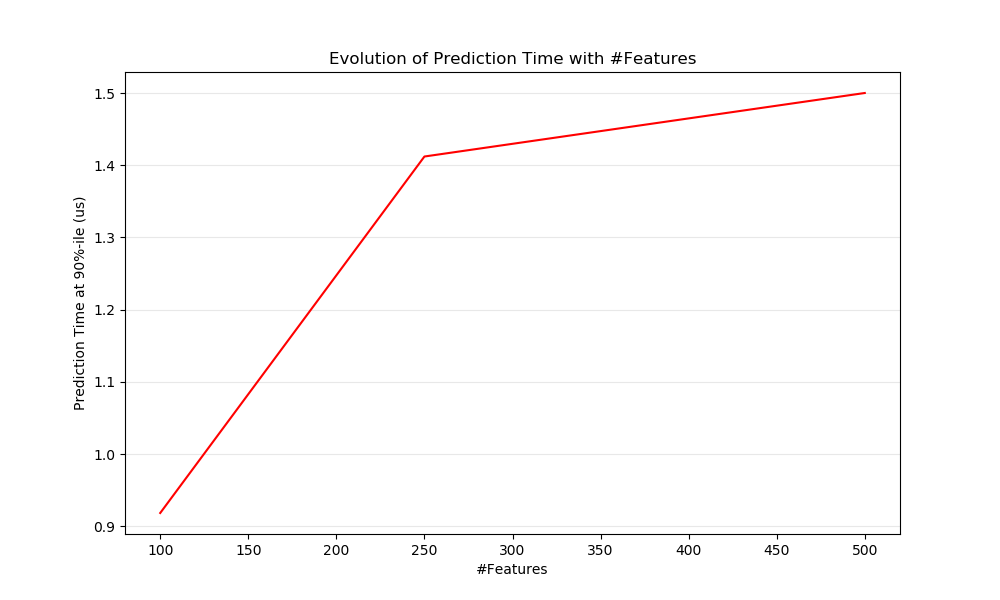 Evolution of Prediction Time with #Features
Prediction Time at 90%-ile (us)
1.5
1.4
1.3
1.2
1.1
1.0
0.9
100 150 200 250 300 350 400 450 500
#Features